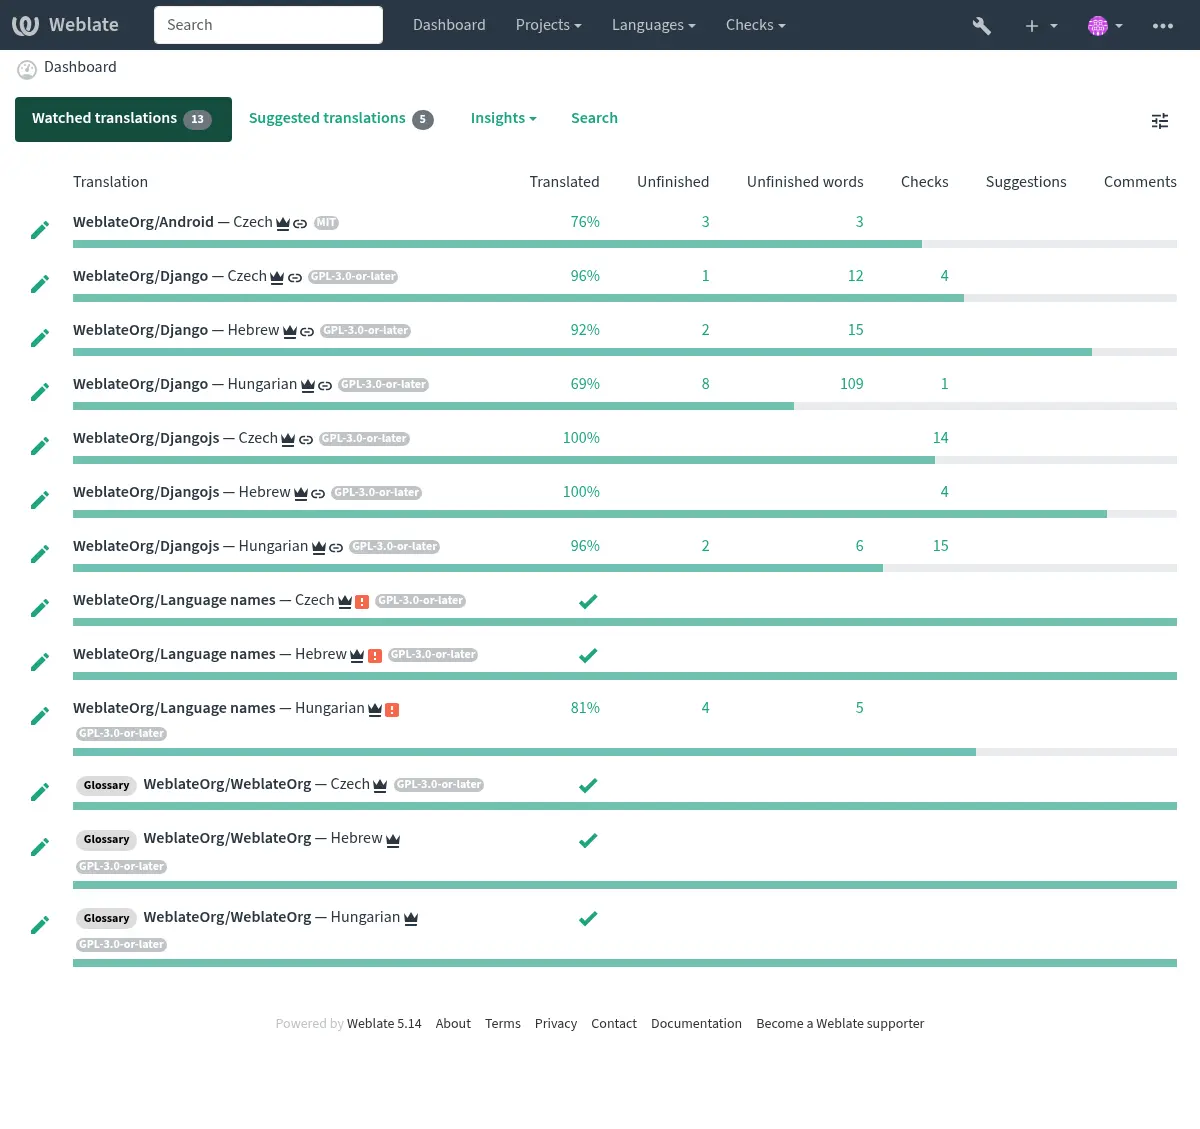 Weblate Search Dashboard Projects Languages Checks
Dashboard
Watched translations 13 Suggested translations 5 Insights Search
Translation Translated Unfinished Unfinished words Checks Suggestions Comments
WeblateOrg/Android — Czech MIT 76% 3 3
WeblateOrg/Django — Czech GPL-3.0-or-later 96% 1 12 4
WeblateOrg/Django — Hebrew GPL-3.0-or-later 92% 2 15
WeblateOrg/Django — Hungarian GPL-3.0-or-later 69% 8 109 1
WeblateOrg/Djangojs — Czech GPL-3.0-or-later 100% 14
WeblateOrg/Djangojs — Hebrew GPL-3.0-or-later 100% 4
WeblateOrg/Djangojs — Hungarian GPL-3.0-or-later 96% 2 6 15
WeblateOrg/Language names — Czech GPL-3.0-or-later
WeblateOrg/Language names — Hebrew GPL-3.0-or-later
WeblateOrg/Language names — Hungarian 81% 4 5
GPL-3.0-or-later
Glossary WeblateOrg/WeblateOrg — Czech GPL-3.0-or-later
Glossary WeblateOrg/WeblateOrg — Hebrew
GPL-3.0-or-later
Glossary WeblateOrg/WeblateOrg — Hungarian
GPL-3.0-or-later
Powered by Weblate 5.14 About Terms Privacy Contact Documentation Become a Weblate supporter